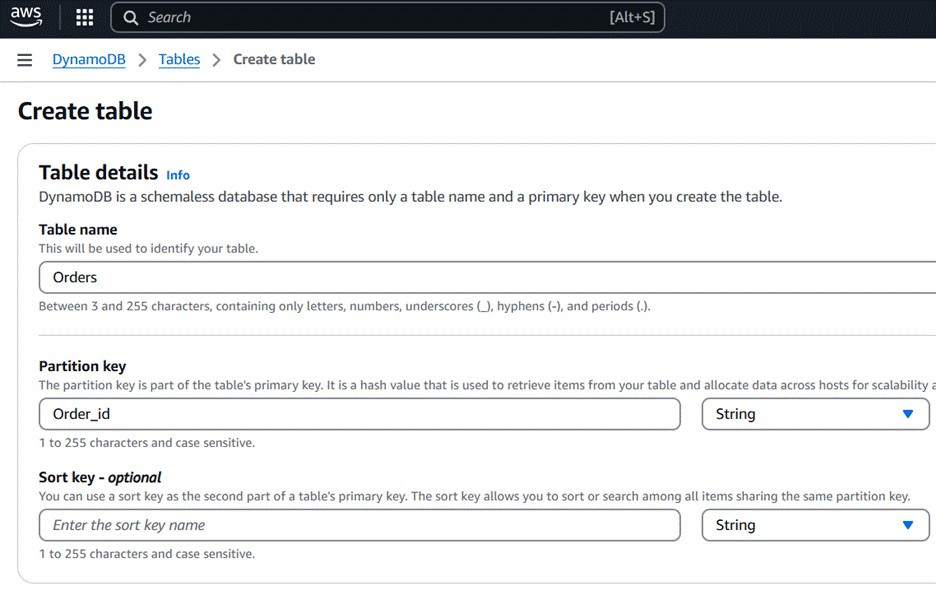 aws
Search [Alt+S]
DynamoDB > Tables > Create table
Create table
Table details Info
DynamoDB is a schemaless database that requires only a table name and a primary key when you create the table.
Table name
This will be used to identify your table.
Orders
Between 3 and 255 characters, containing only letters, numbers, underscores (_), hyphens (-), and periods (.).
Partition key
The partition key is part of the table's primary key. It is a hash value that is used to retrieve items from your table and allocate data across hosts for scalability a
Order_id String
1 to 255 characters and case sensitive.
Sort key - optional
You can use a sort key as the second part of a table's primary key. The sort key allows you to sort or search among all items sharing the same partition key.
Enter the sort key name String
1 to 255 characters and case sensitive.